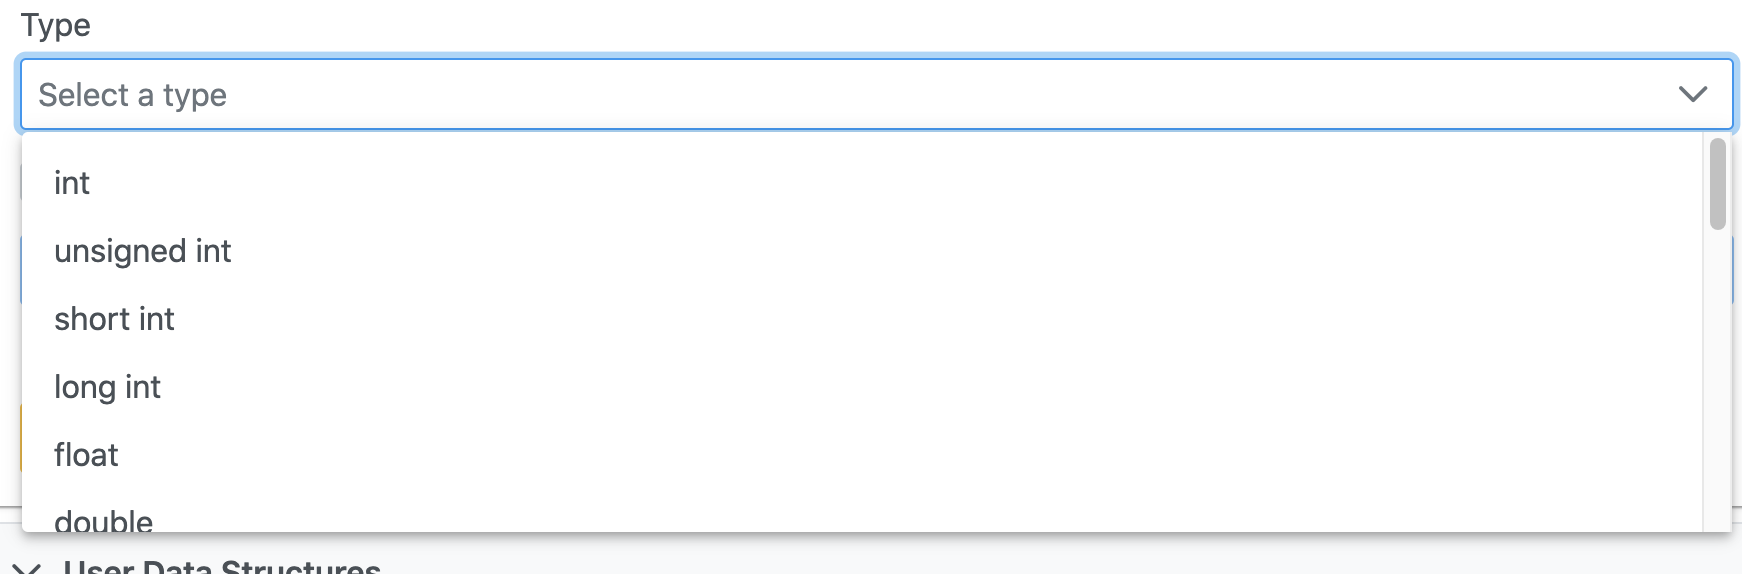 Type
Select a type
int
unsigned int
short int
long int
float
double
User Data Structures